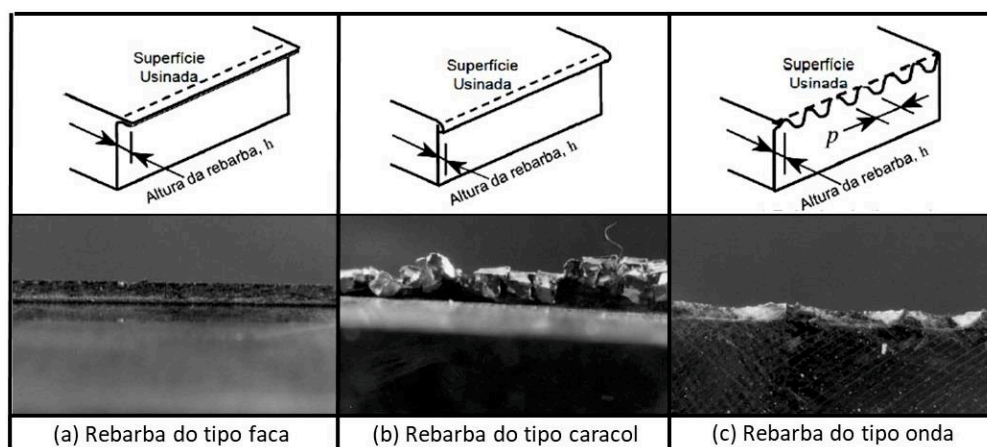 Superfície
Usinada
Altura da rebarba, h
Superfície
Usinada
Altura da rebarba, h
Superfície
Usinada
p
Altura da rebarba, h
(a) Rebarba do tipo faca
(b) Rebarba do tipo caracol
(c) Rebarba do tipo onda